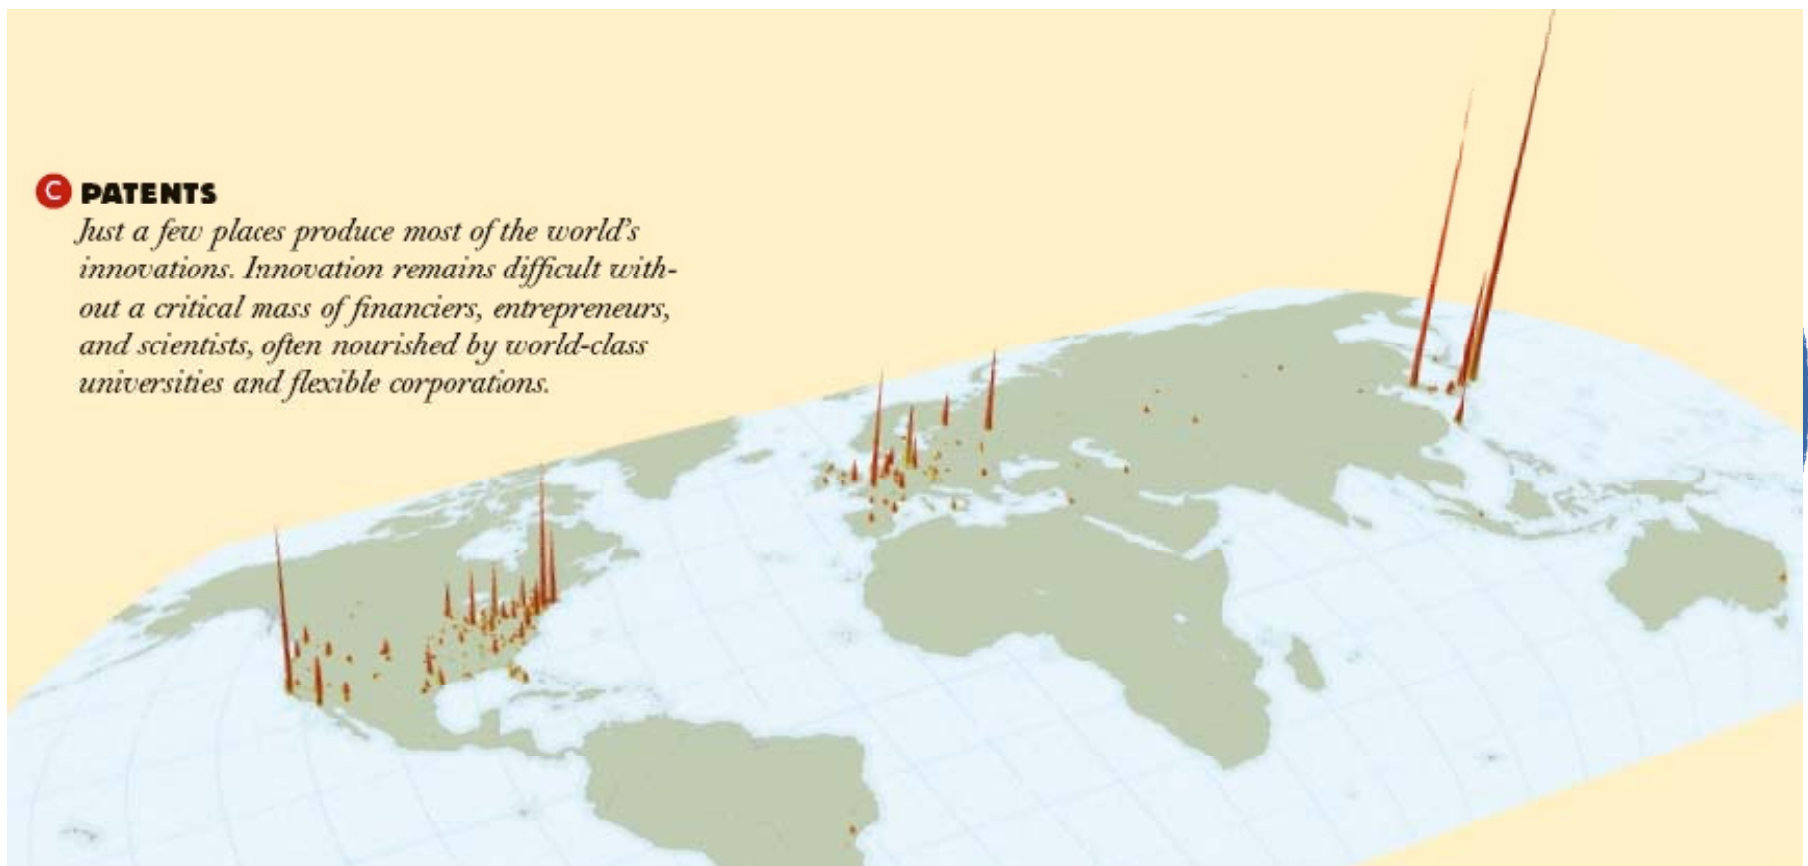 C PATENTS
Just a few places produce most of the world's
innovations. Innovation remains difficult with-
out a critical mass of financiers, entrepreneurs,
and scientists, often nourished by world-class
universities and flexible corporations.